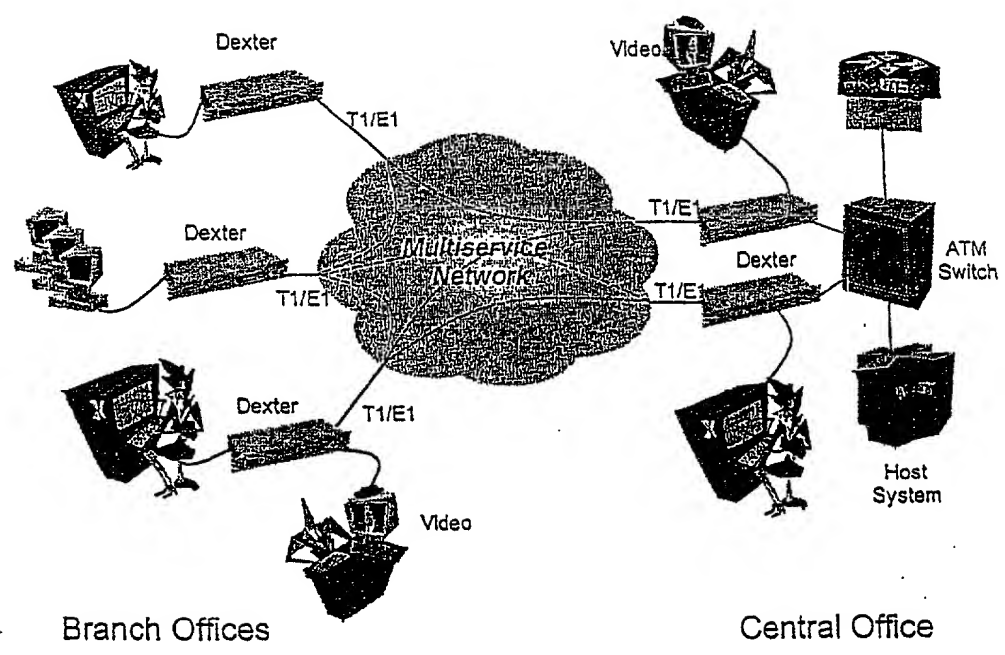 Dexter
T1/E1
Video
T1/E1
Dexter
T1/E1
Multiservice
Network
Dexter
T1/E1
ATM
Switch
Dexter
T1/E1
Video
Host
System
Branch Offices
Central Office